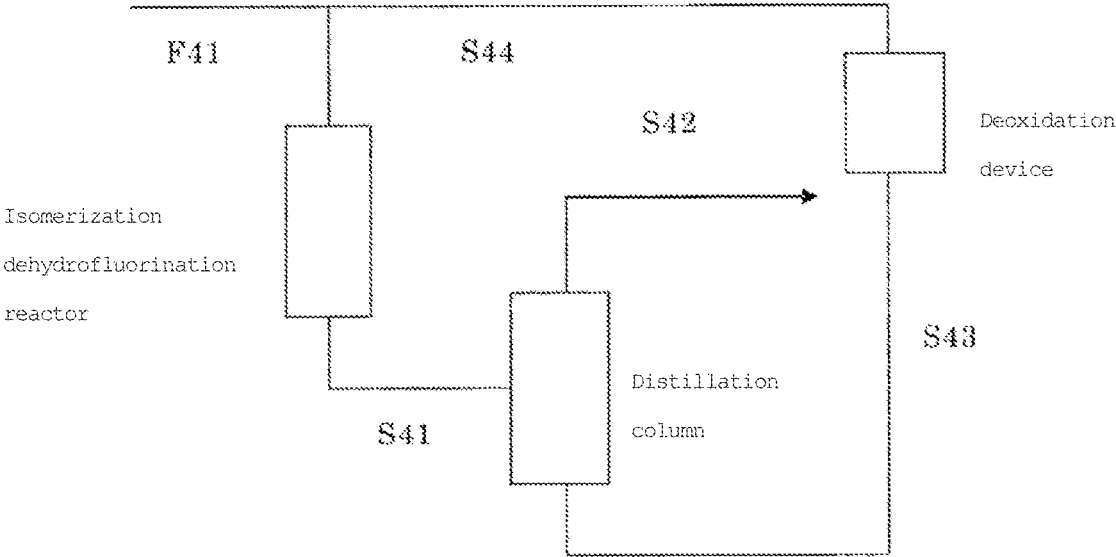 F41
S44
S42
Deoxidation
device
Isomerization
dehydrofluorination
reactor
S43
Distillation
column
S41